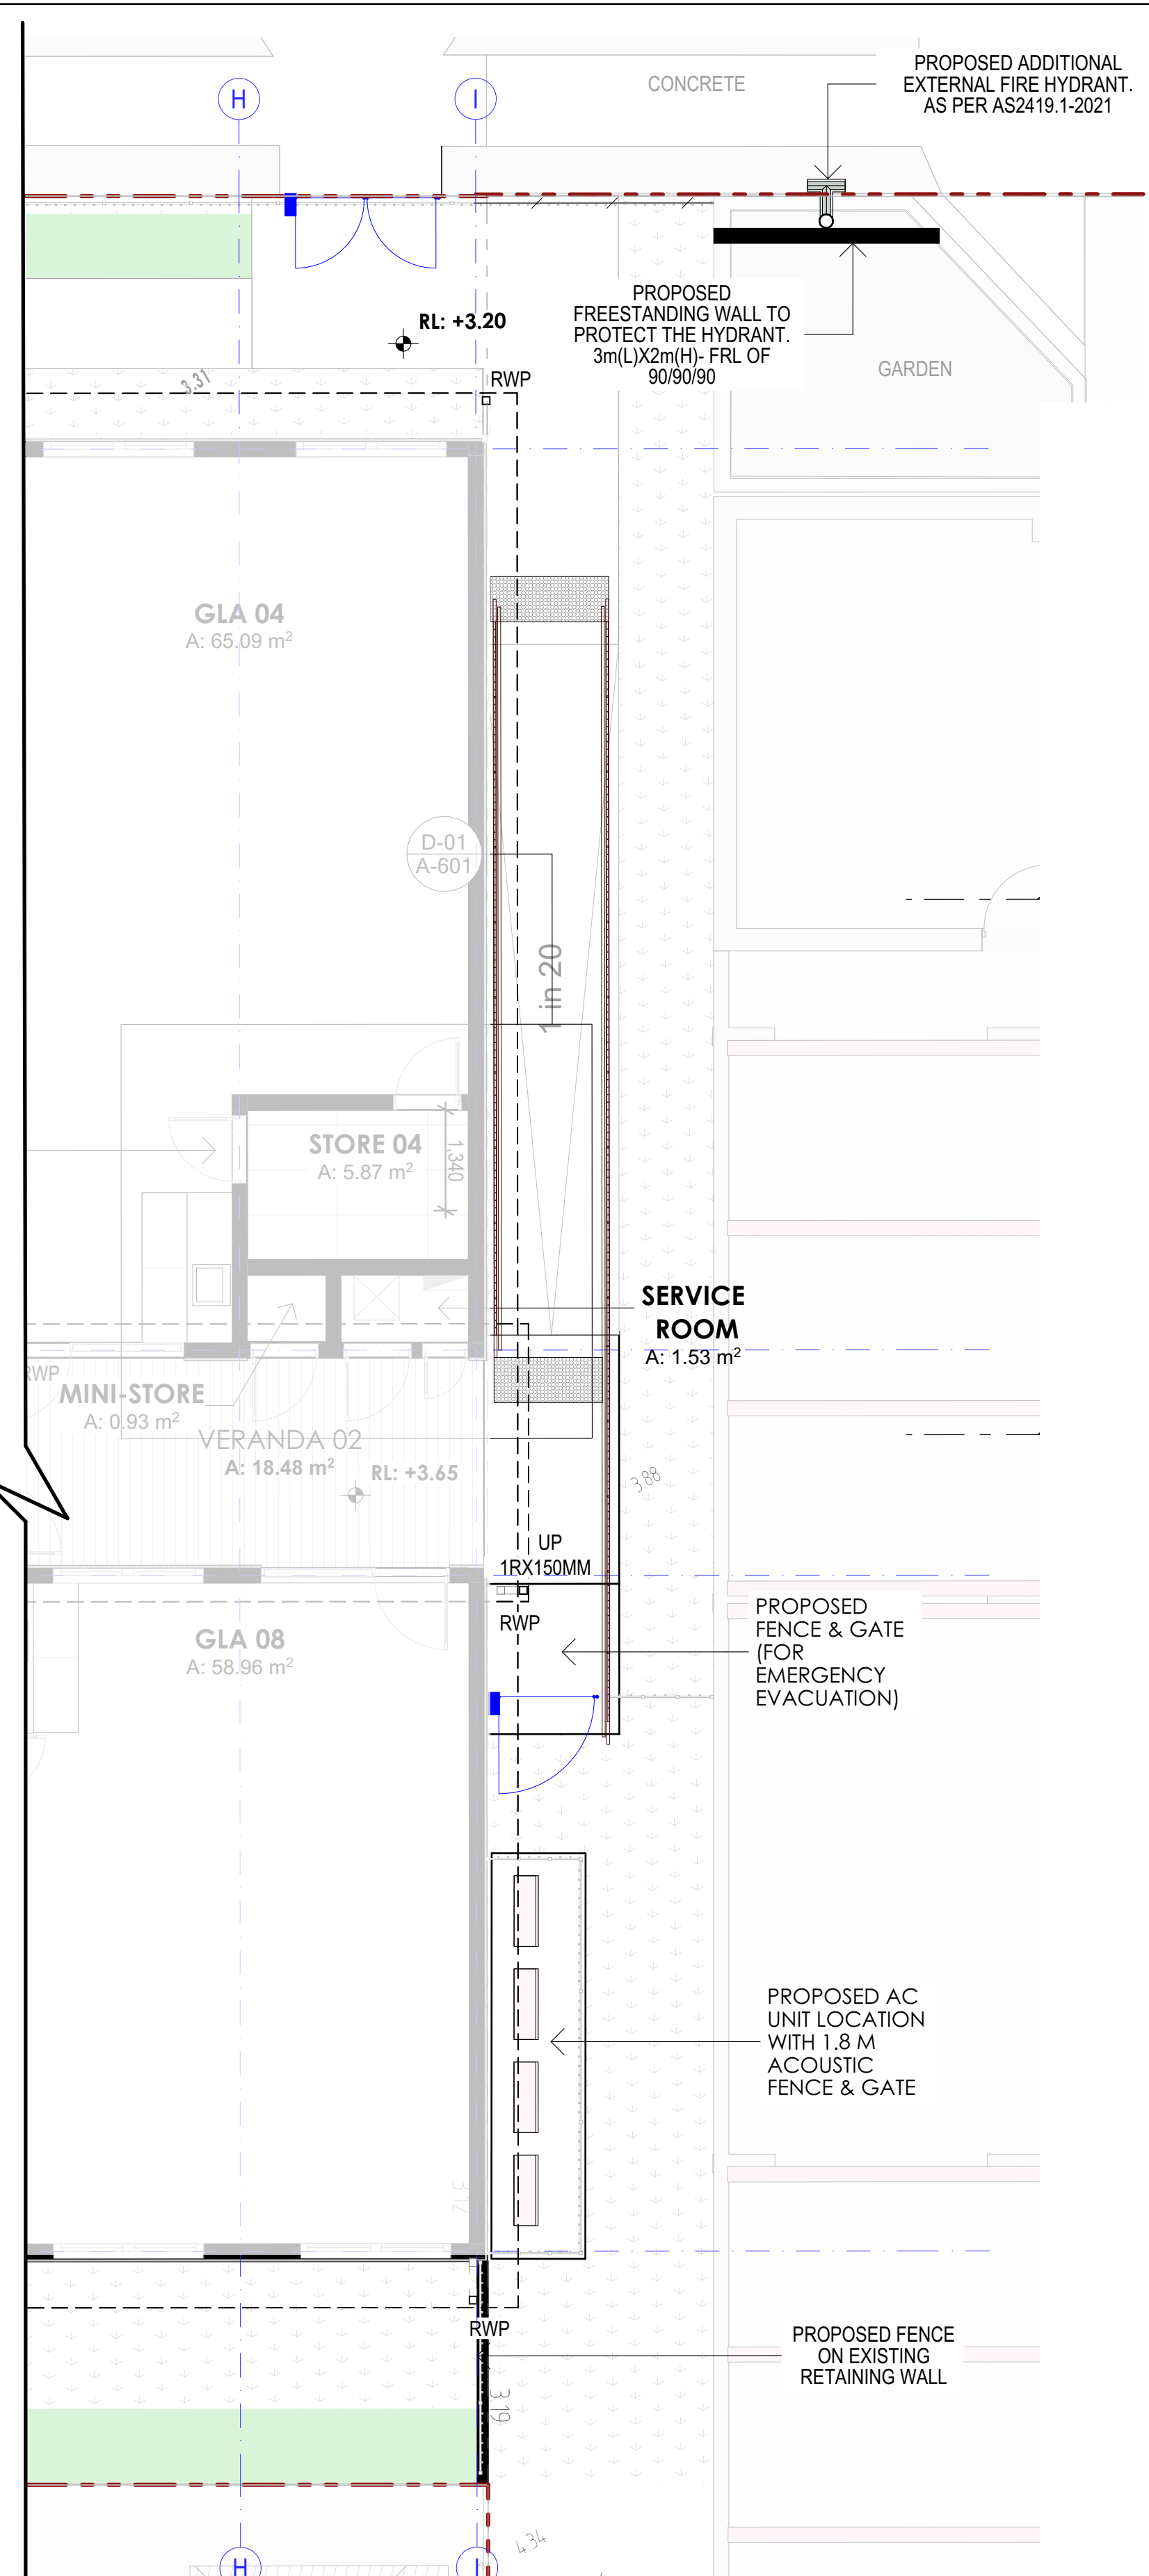 PROPOSED ADDITIONAL
EXTERNAL FIRE HYDRANT.
AS PER AS2419.1-2021
CONCRETE
H
I
RL: +3.20
PROPOSED
FREESTANDING WALL TO
PROTECT THE HYDRANT.
3m(L)X2m(H)- FRL OF
90/90/90
GARDEN
3.31
RWP
GLA 04
A: 65.09 m²
D-01
A-601
1 in 20
STORE 04
A: 5.87 m²
1.340
SERVICE
ROOM
A: 1.53 m²
RWP
MINI-STORE
A: 0.93 m²
VERANDA 02
A: 18.48 m²
RL: +3.65
3.88
UP
1RX150MM
RWP
PROPOSED
FENCE & GATE
(FOR
EMERGENCY
EVACUATION)
GLA 08
A: 58.96 m²
PROPOSED AC
UNIT LOCATION
WITH 1.8 M
ACOUSTIC
FENCE & GATE
3.12
RWP
PROPOSED FENCE
ON EXISTING
RETAINING WALL
3.19
4.34
H
I